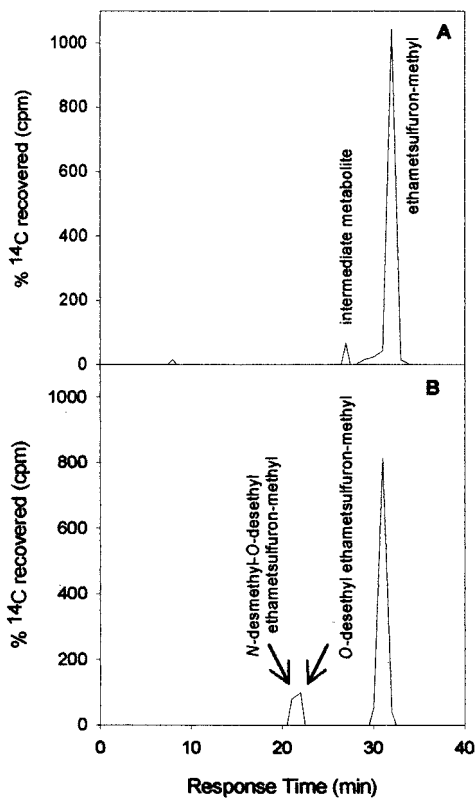 A
1000
800
600
400
200
0
% 14C recovered (cpm)
intermediate metabolite
ethametsulfuron-methyl
B
1000
800
600
400
200
0
% 14C recovered (cpm)
N-desmethyl-O-desethyl
ethametsulfuron-methyl
O-desethyl ethametsulfuron-methyl
0 10 20 30 40
Response Time (min)